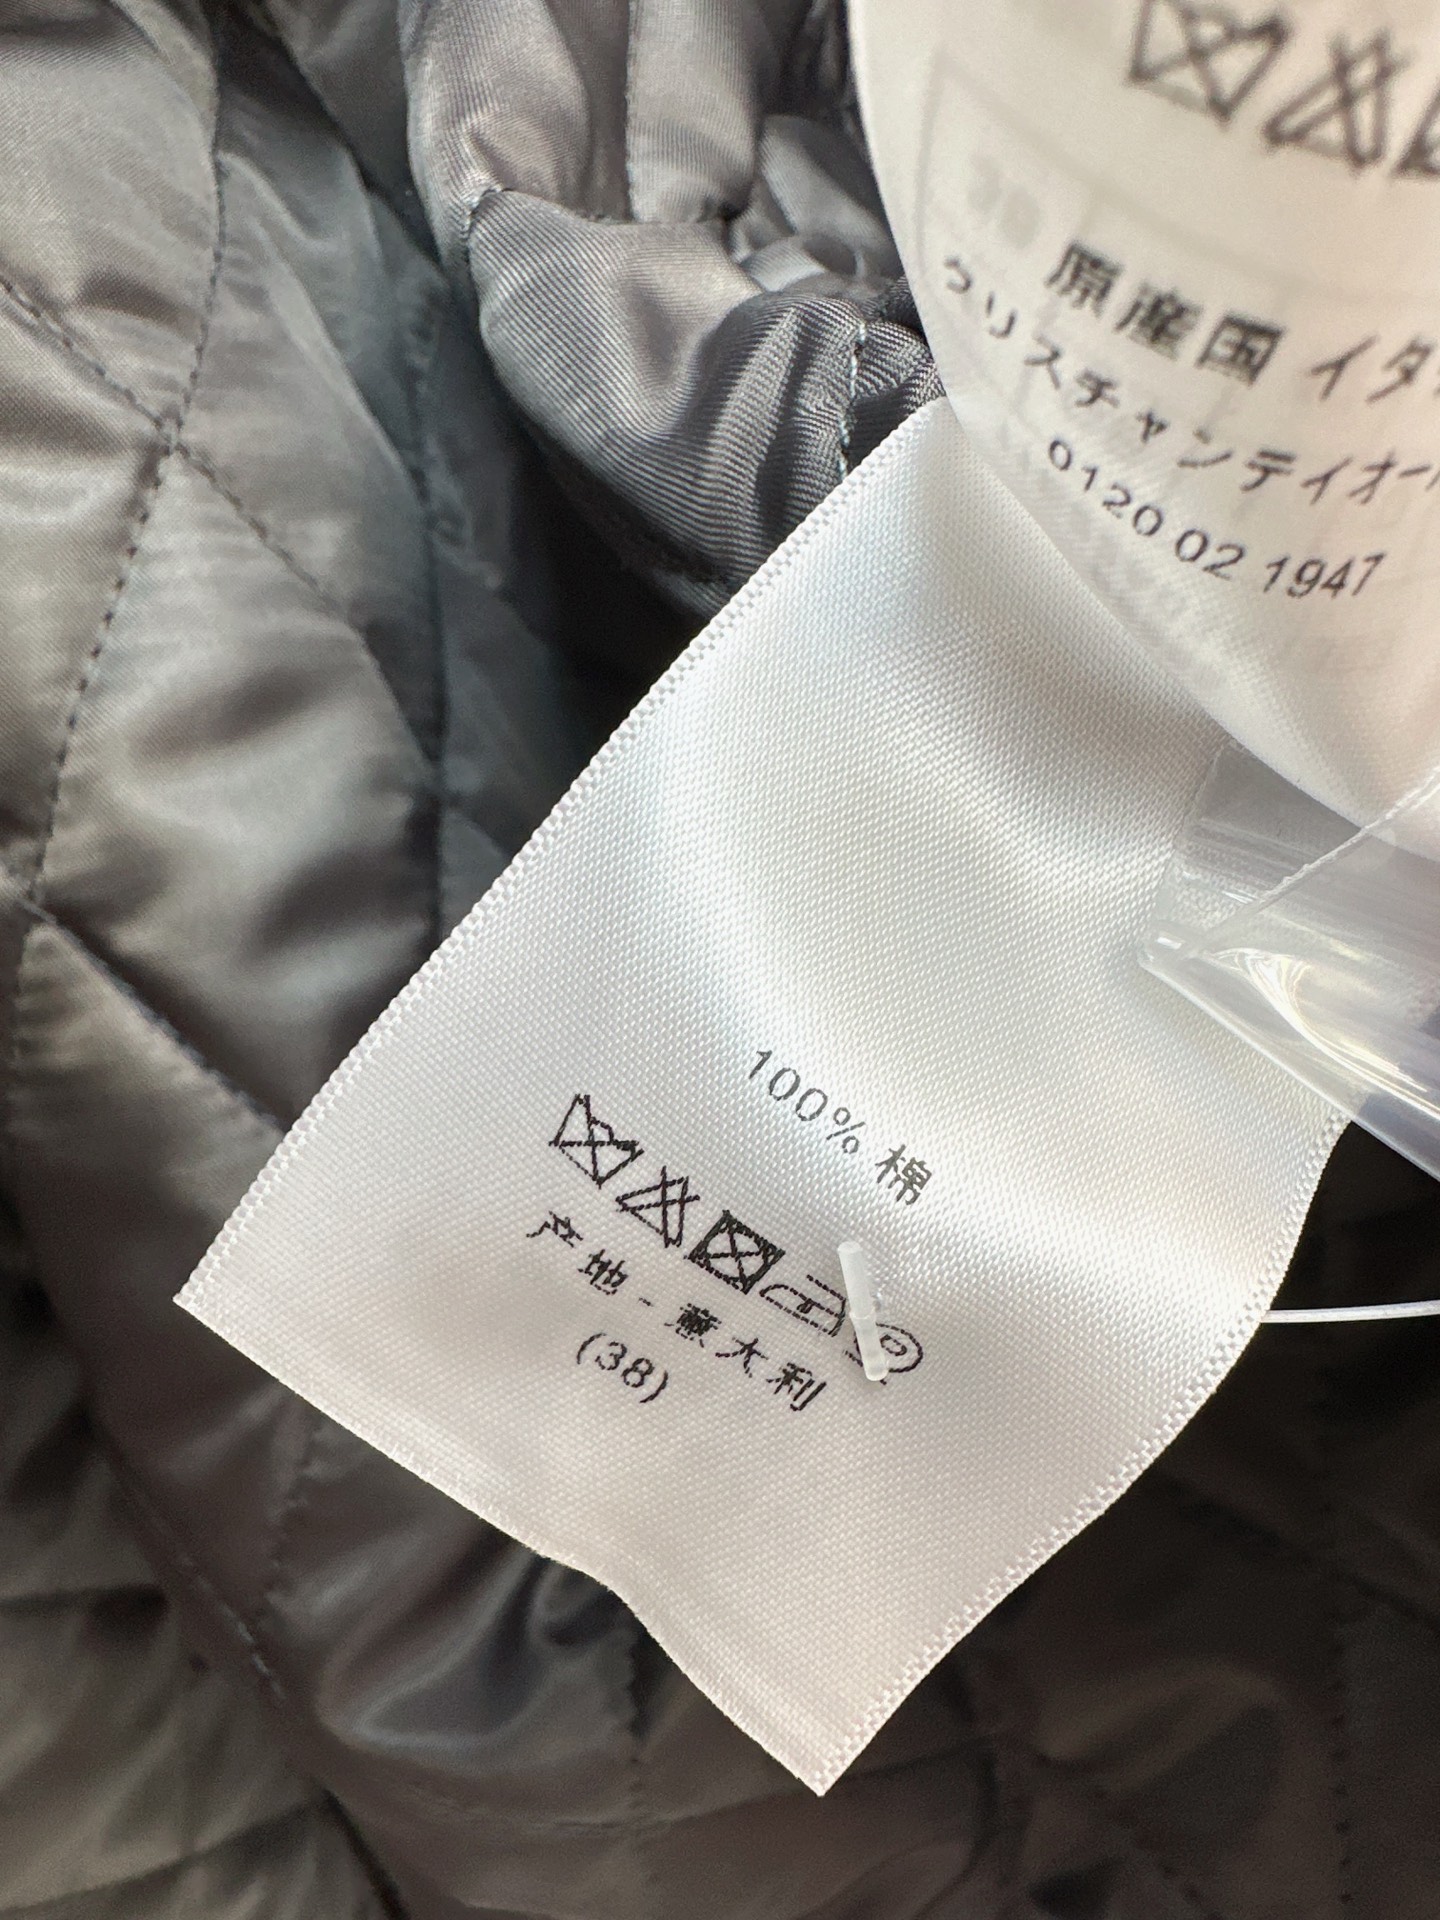 原産国 イタ
クリスチャンディオー
0120 02 1947
100% 棉
产地-意大利
(38)